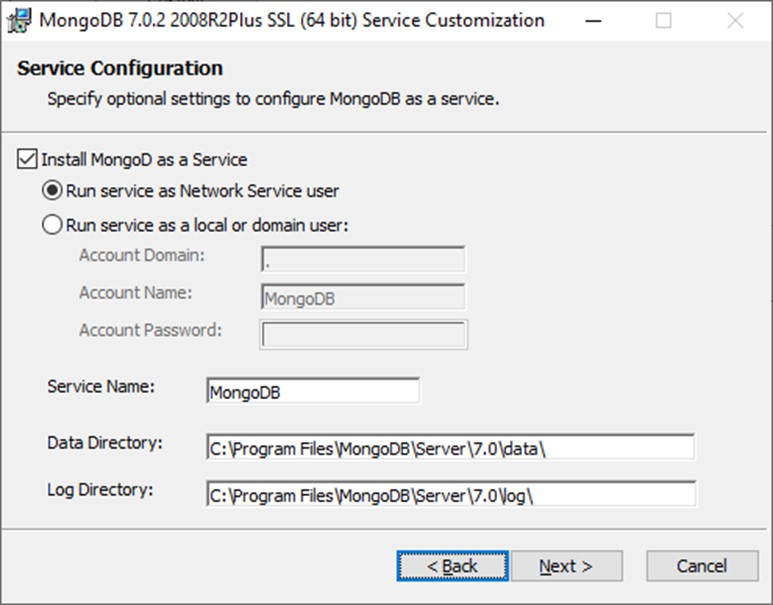 MongoDB 7.0.2 2008R2Plus SSL (64 bit) Service Customization
Service Configuration
Specify optional settings to configure MongoDB as a service.
Install MongoD as a Service
Run service as Network Service user
Run service as a local or domain user:
Account Domain: .
Account Name: MongoDB
Account Password:
Service Name: MongoDB
Data Directory: C:\Program Files\MongoDB\Server\7.0\data\
Log Directory: C:\Program Files\MongoDB\Server\7.0\log\
< Back Next > Cancel